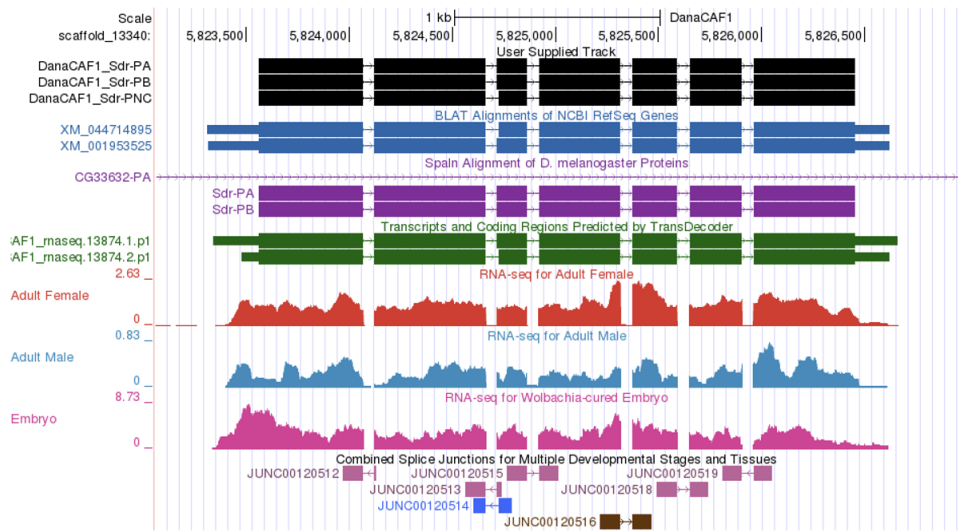 Scale 1 kb DanaCAF1
scaffold_13340: 5,823,500 5,824,000 5,824,500 5,825,000 5,825,500 5,826,000 5,826,500
User Supplied Track
DanaCAF1_Sdr-PA
DanaCAF1_Sdr-PB
DanaCAF1_Sdr-PNC
BLAT Alignments of NCBI RefSeq Genes
XM_044714895
XM_001953525
Spaln Alignment of D. melanogaster Proteins
CG33632-PA
Sdr-PA
Sdr-PB
Transcripts and Coding Regions Predicted by TransDecoder
AF1_rnaseq.13874.1.p1
AF1_rnaseq.13874.2.p1
RNA-seq for Adult Female
2.63
Adult Female
0
RNA-seq for Adult Male
0.83
Adult Male
0
RNA-seq for Wolbachia-cured Embryo
8.73
Embryo
0
Combined Splice Junctions for Multiple Developmental Stages and Tissues
JUNC00120512 JUNC00120515 JUNC00120519
JUNC00120513 JUNC00120518
JUNC00120514
JUNC00120516